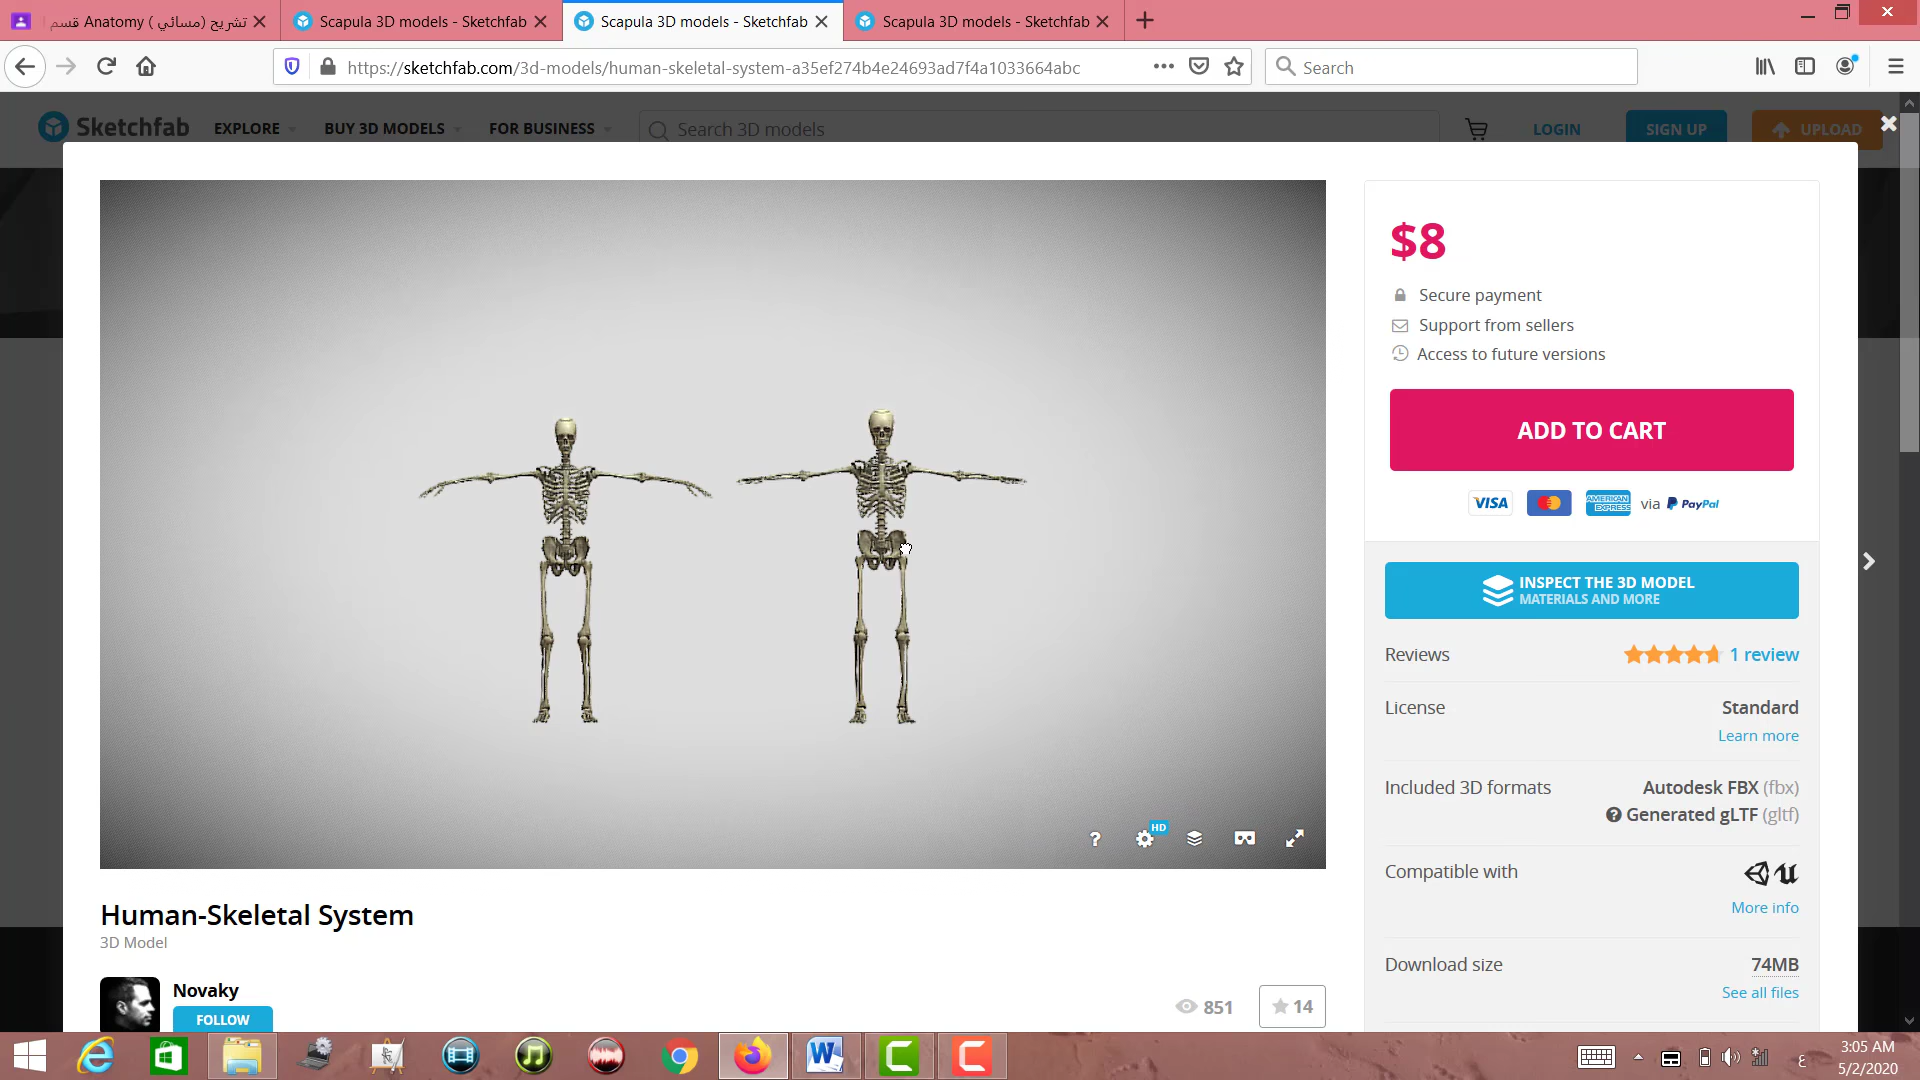 تشريح (مسائي ) Anatomy قسم
Scapula 3D models - Sketchfab
Scapula 3D models - Sketchfab
Scapula 3D models - Sketchfab
https://sketchfab.com/3d-models/human-skeletal-system-a35ef274b4e24693ad7f4a1033664abc
Search
Sketchfab
EXPLORE
BUY 3D MODELS
FOR BUSINESS
Search 3D models
LOGIN
SIGN UP
UPLOAD
$8
Secure payment
Support from sellers
Access to future versions
ADD TO CART
VISA
AMERICAN EXPRESS
via PayPal
INSPECT THE 3D MODEL
MATERIALS AND MORE
Reviews 1 review
License Standard
Learn more
Included 3D formats Autodesk FBX (fbx)
? Generated gLTF (gltf)
Compatible with
More info
Download size 74MB
See all files
? HD
Human-Skeletal System
3D Model
Novaky
FOLLOW
851
14
ع
3:05 AM
5/2/2020